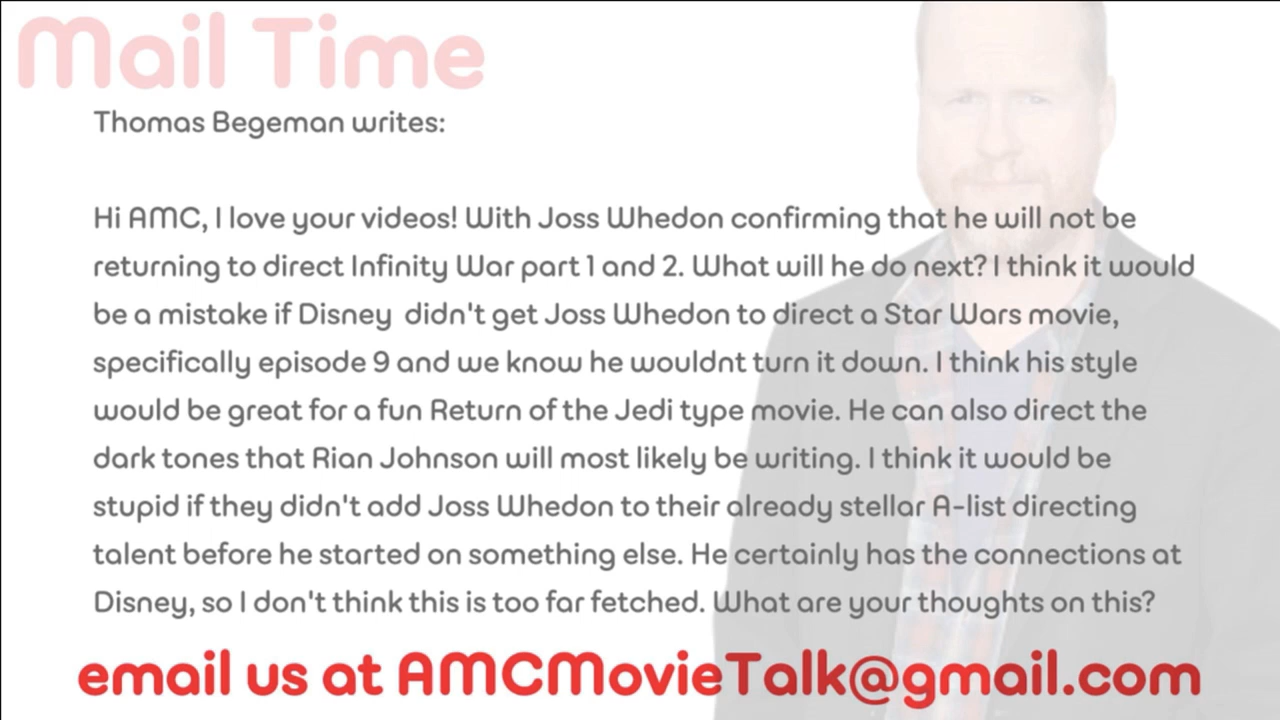 Mail Time
Thomas Begeman writes:
Hi AMC, I love your videos! With Joss Whedon confirming that he will not be
returning to direct Infinity War part 1 and 2. What will he do next? I think it would
be a mistake if Disney  didn't get Joss Whedon to direct a Star Wars movie,
specifically episode 9 and we know he wouldnt turn it down. I think his style
would be great for a fun Return of the Jedi type movie. He can also direct the
dark tones that Rian Johnson will most likely be writing. I think it would be
stupid if they didn't add Joss Whedon to their already stellar A-list directing
talent before he started on something else. He certainly has the connections at
Disney, so I don't think this is too far fetched. What are your thoughts on this?
email us at AMCMovieTalk@gmail.com